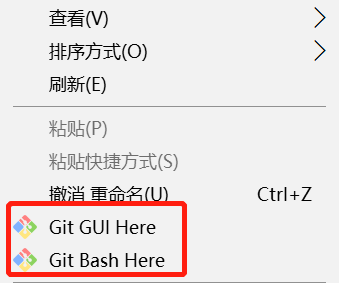 查看(V)
排序方式(O)
刷新(E)
粘贴(P)
粘贴快捷方式(S)
撤消 重命名(U) Ctrl+Z
Git GUI Here
Git Bash Here